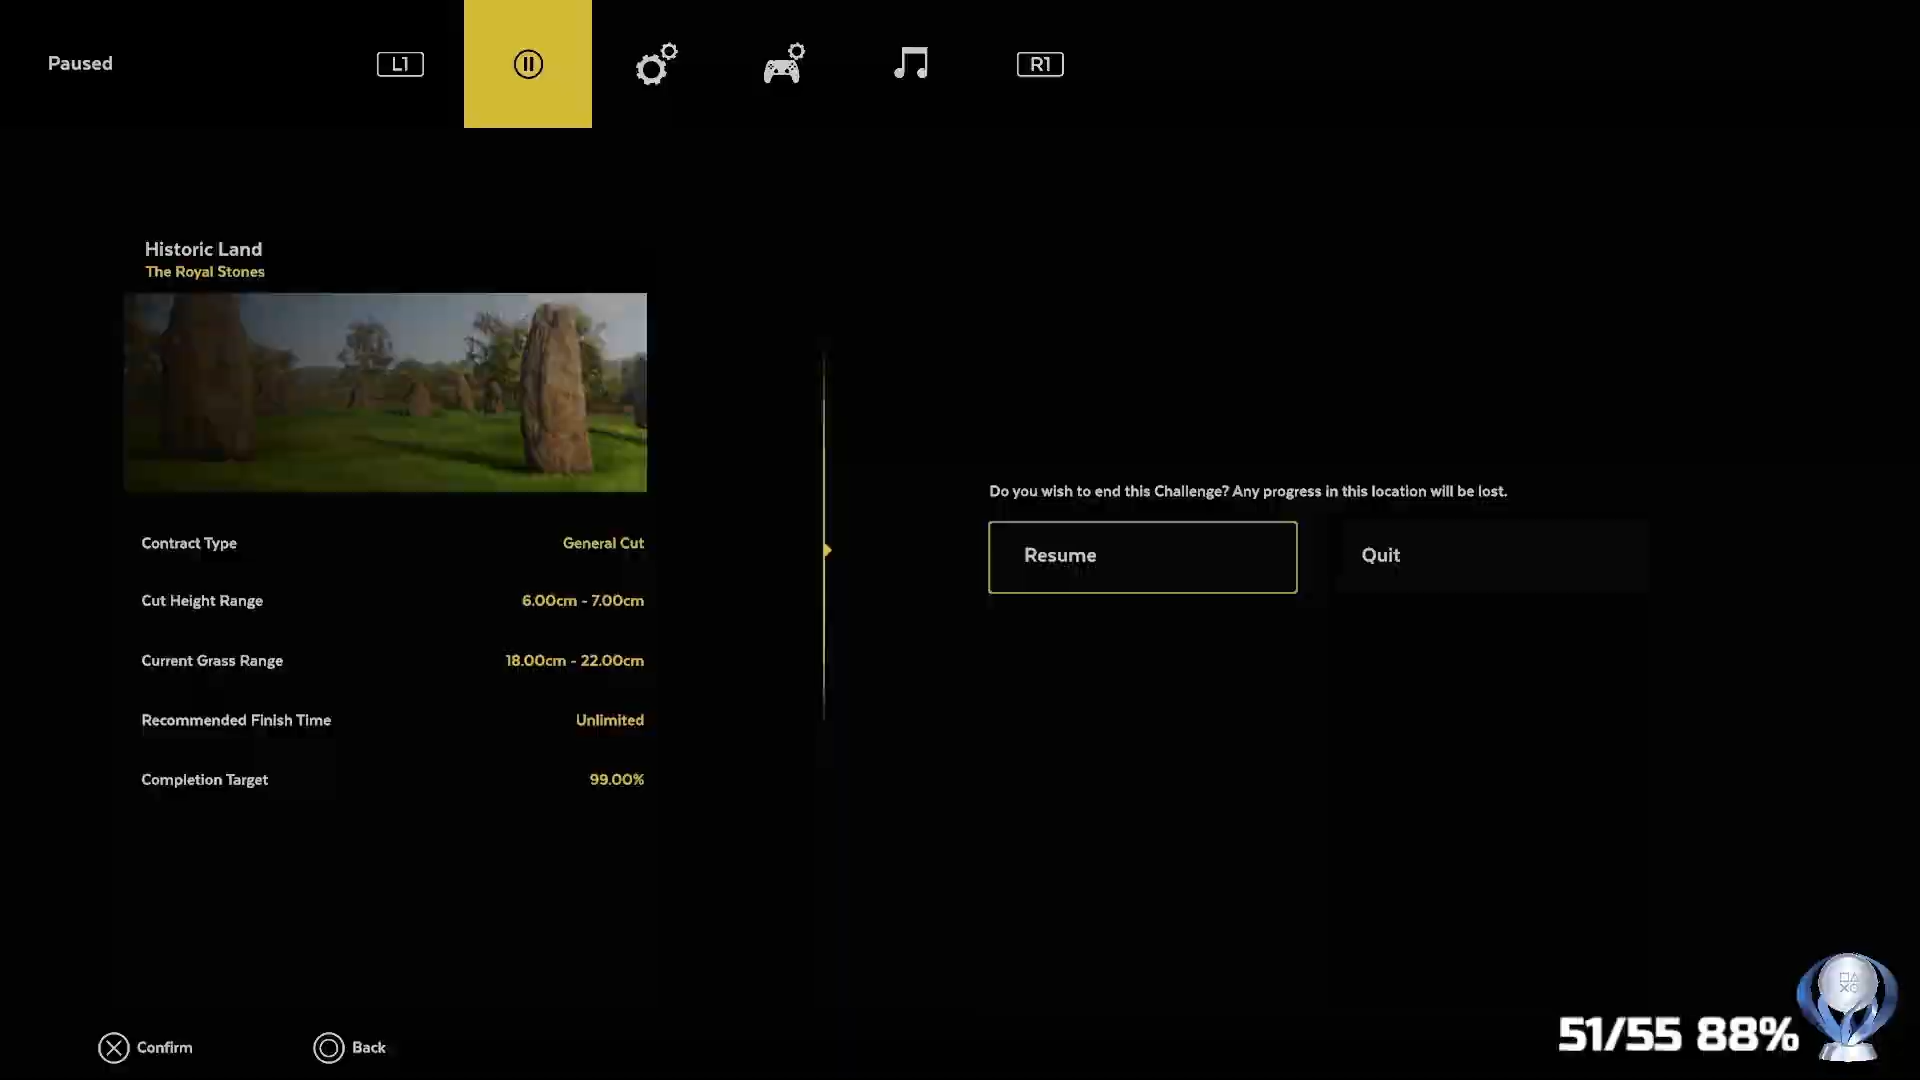 Paused
L1
R1
Historic Land
The Royal Stones
Contract Type General Cut
Cut Height Range 6.00cm - 7.00cm
Current Grass Range 18.00cm - 22.00cm
Recommended Finish Time Unlimited
Completion Target 99.00%
Do you wish to end this Challenge? Any progress in this location will be lost.
Resume Quit
Confirm Back
51/55 88%